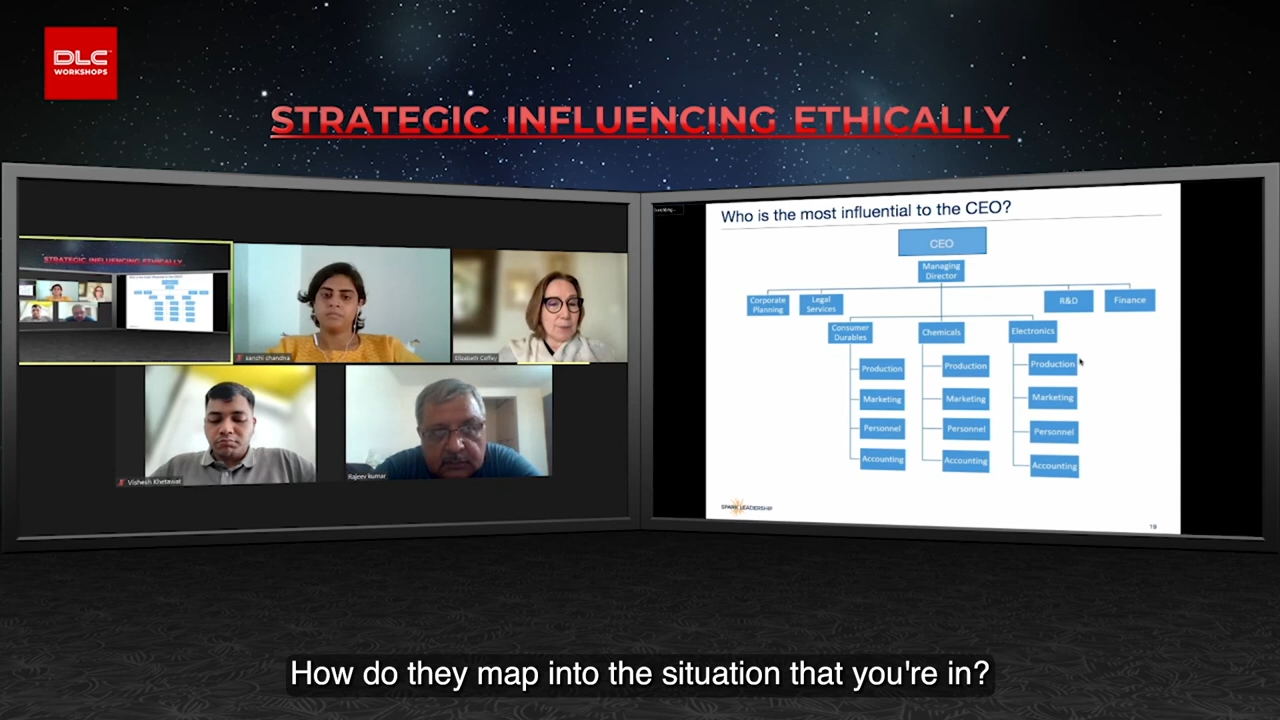 DLC
WORKSHOPS
STRATEGIC INFLUENCING ETHICALLY
STRATEGIC INFLUENCING ETHICALLY
sanchi chandna
Elizabeth Coffey
Vishesh Khetawat
Rajeev kumar
Who is the most influential to the CEO?
CEO
Managing
Director
Corporate
Planning
Legal
Services
R&D
Finance
Consumer
Durables
Chemicals
Electronics
Production
Production
Production
Marketing
Marketing
Marketing
Personnel
Personnel
Personnel
Accounting
Accounting
Accounting
SPARK LEADERSHIP
19
How do they map into the situation that you're in?